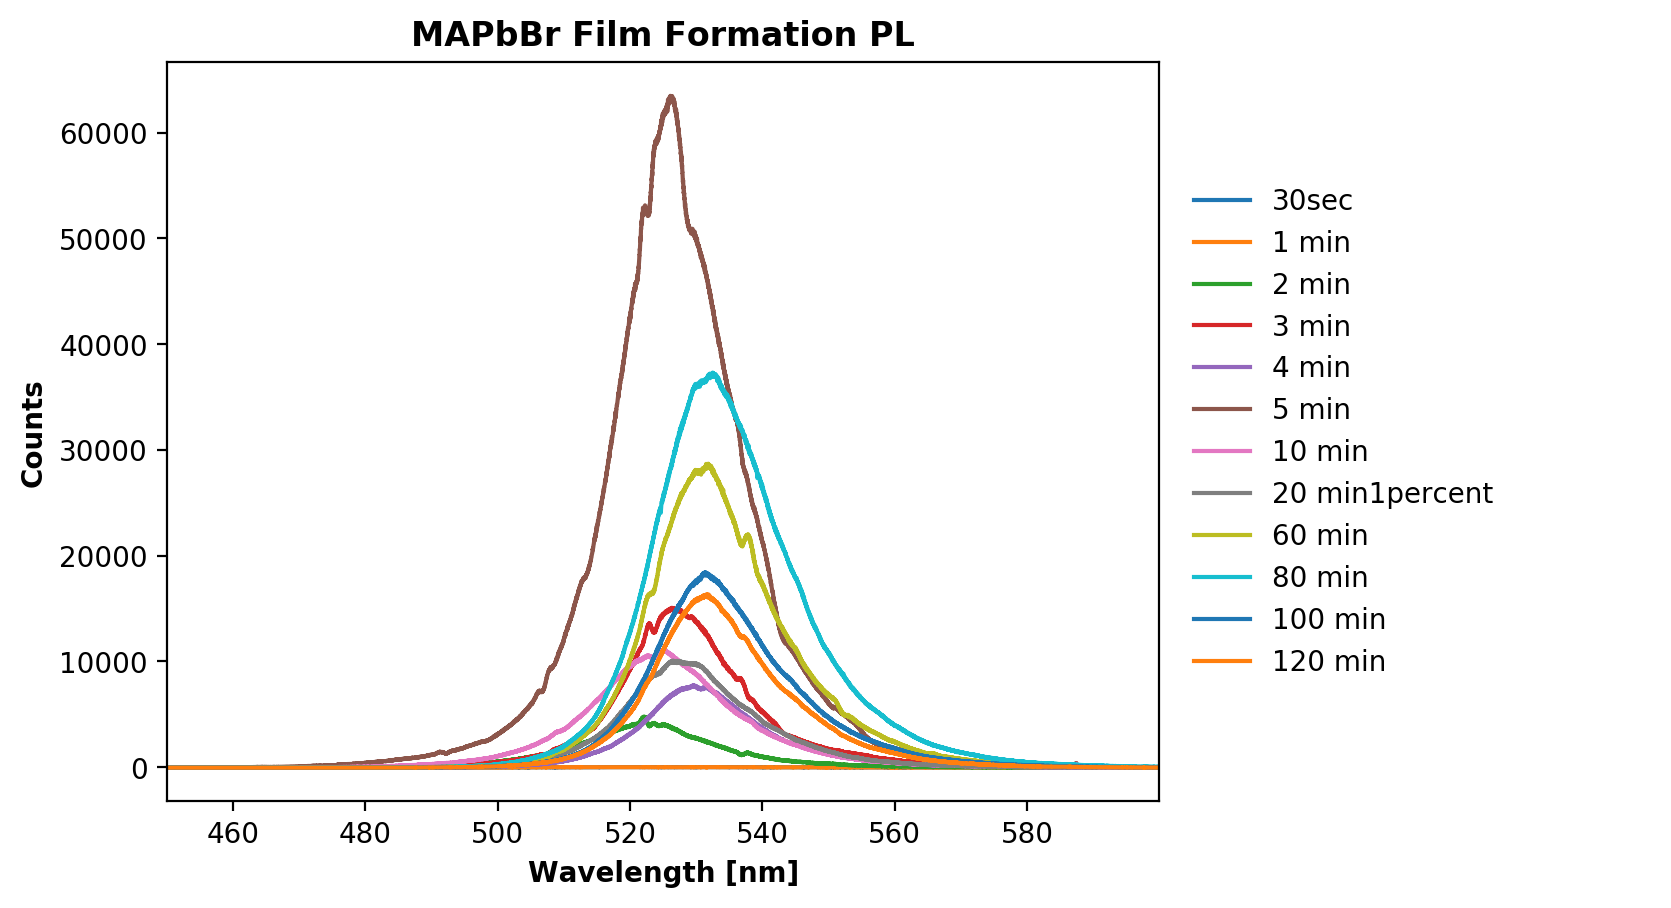 MAPbBr Film Formation PL
Counts
60000
50000
40000
30000
20000
10000
0
460 480 500 520 540 560 580
Wavelength [nm]
30sec
1 min
2 min
3 min
4 min
5 min
10 min
20 min1percent
60 min
80 min
100 min
120 min